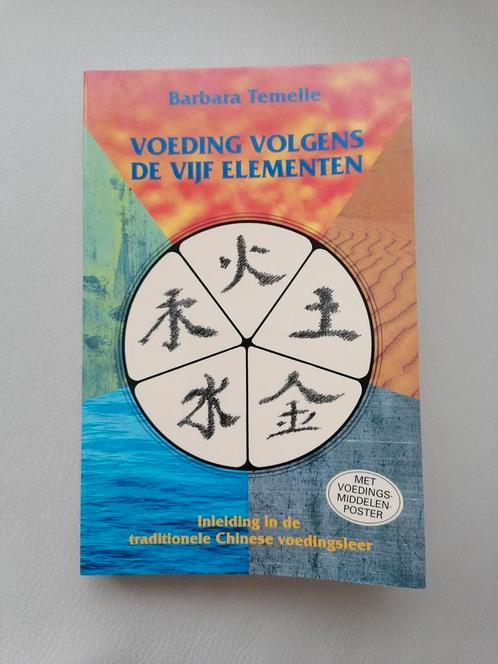 Barbara Temelie
VOEDING VOLGENS
DE VIJF ELEMENTEN
火
木
土
水
金
MET
VOEDINGS-
MIDDELEN-
POSTER
Inleiding in de
traditionele Chinese voedingsleer